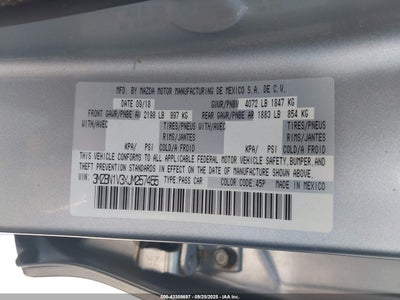 MFD. BY MAZDA MOTOR MANUFACTURING DE MEXICO S.A. DE C.V.
DATE 09/18 GVWR/PNBV 4072 LB 1847 KG
FRONT GAWR/PNBE AV 2198 LB 997 KG REAR GAWR/PNBE AR 1883 LB 854 KG
WITH/AVEC TIRES/PNEUS WITH/AVEC TIRES/PNEUS
RIMS/JANTES RIMS/JANTES
KPA/ PSI/ COLD/A FROID KPA/ PSI/ COLD/A FROID
THIS VEHICLE CONFORMS TO ALL APPLICABLE FEDERAL MOTOR VEHICLE SAFETY, BUMPER, AND
THEFT PREVENTION STANDARDS IN EFFECT ON THE DATE OF MANUFACTURE SHOWN ABOVE.
VIN: 3MZBN1V3XJM257465 TYPE PASS CAR COLOR CODE:45P MADE IN MEXICO